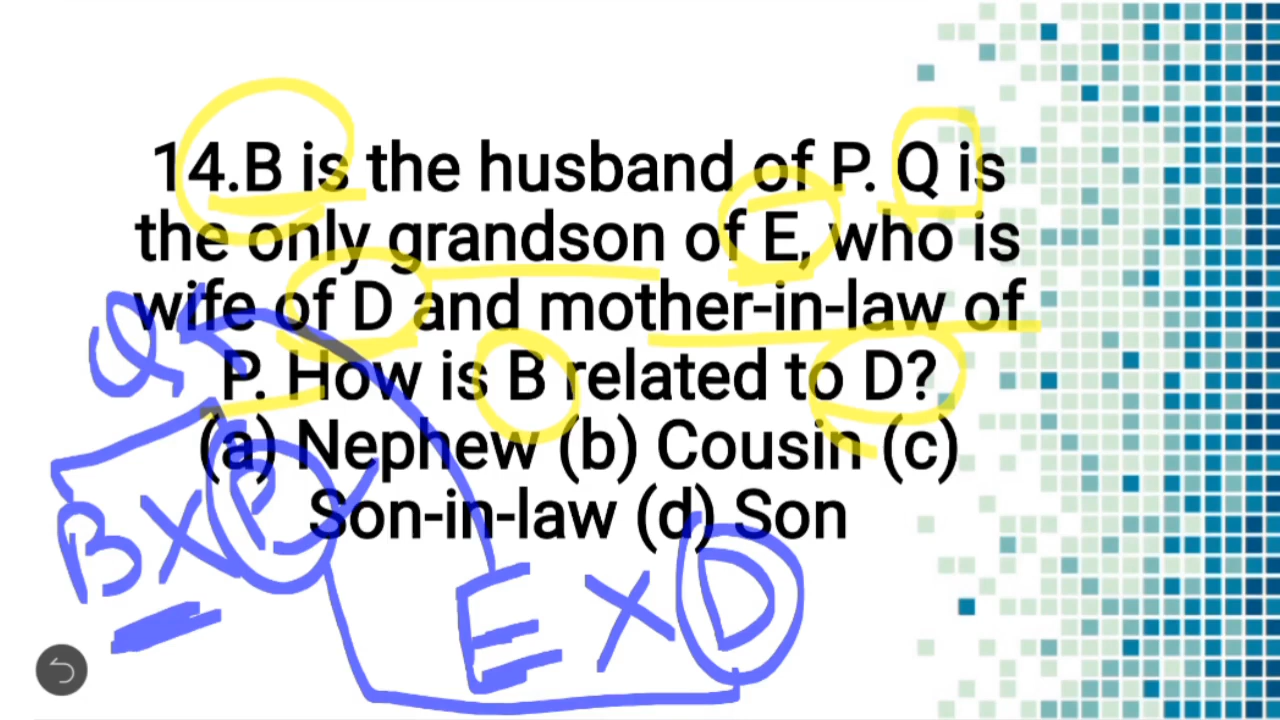 14.B is the husband of P. Q is
the only grandson of E, who is
wife of D and mother-in-law of
P. How is B related to D?
(a) Nephew (b) Cousin (c)
Son-in-law (d) Son
Q
B X P
E X D